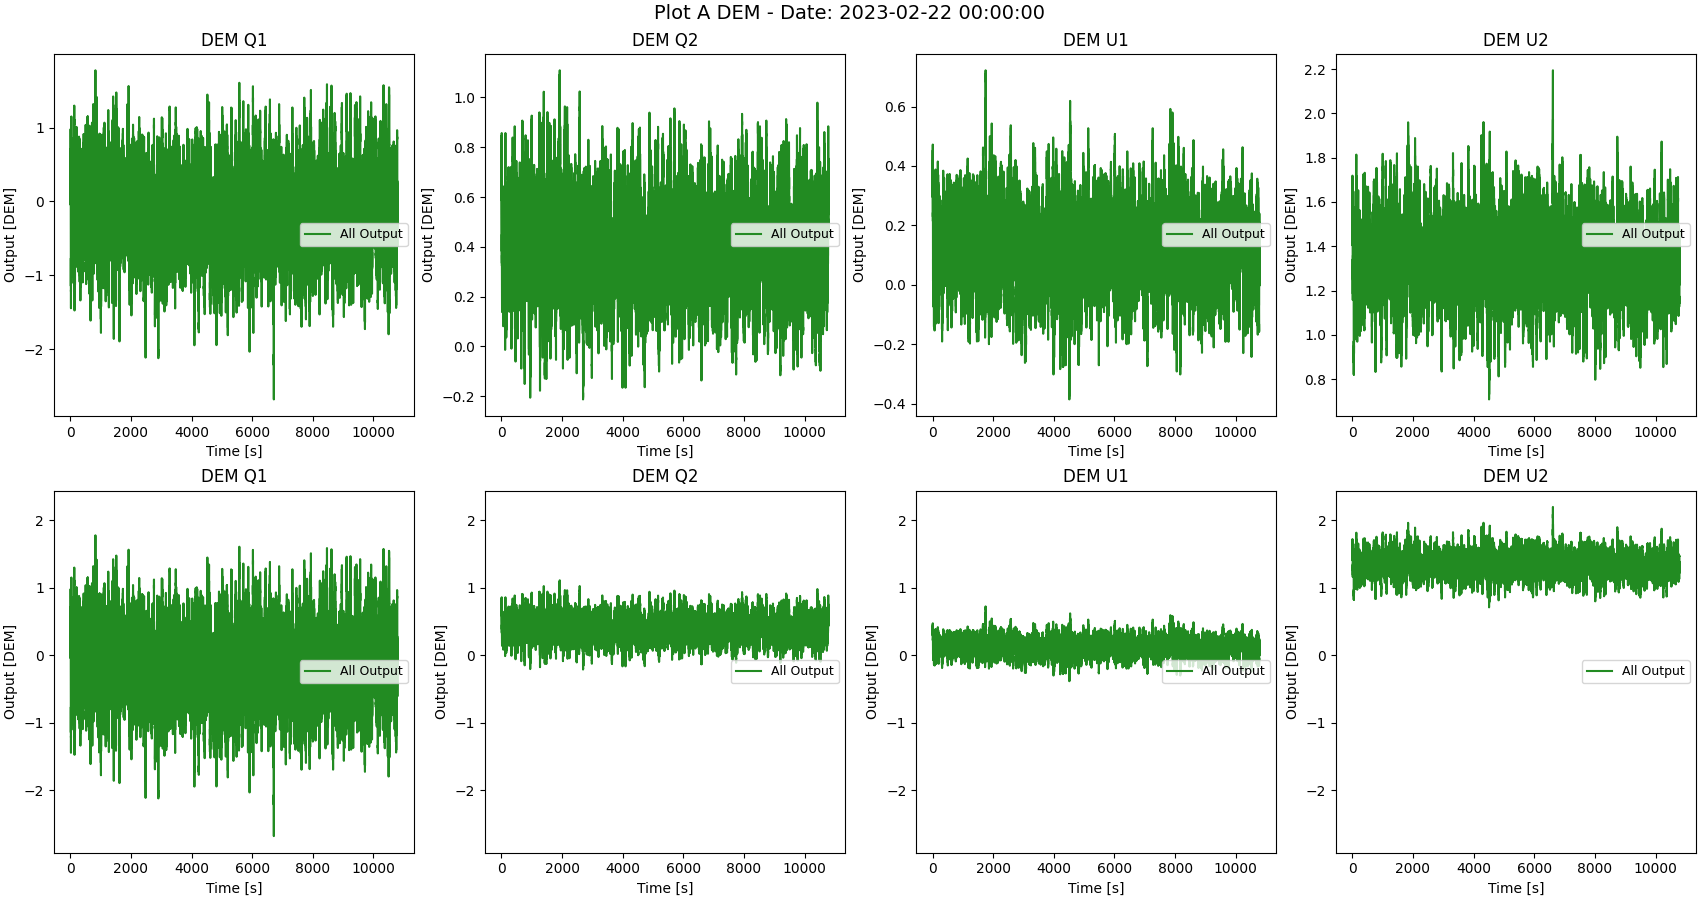 Plot A DEM - Date: 2023-02-22 00:00:00
DEM Q1
DEM Q2
DEM U1
DEM U2
Output [DEM]
1
0
−1
−2
All Output
0 2000 4000 6000 8000 10000
Time [s]
Output [DEM]
1.0
0.8
0.6
0.4
0.2
0.0
−0.2
All Output
0 2000 4000 6000 8000 10000
Time [s]
Output [DEM]
0.6
0.4
0.2
0.0
−0.2
−0.4
All Output
0 2000 4000 6000 8000 10000
Time [s]
Output [DEM]
2.2
2.0
1.8
1.6
1.4
1.2
1.0
0.8
All Output
0 2000 4000 6000 8000 10000
Time [s]
DEM Q1
DEM Q2
DEM U1
DEM U2
Output [DEM]
2
1
0
−1
−2
All Output
0 2000 4000 6000 8000 10000
Time [s]
Output [DEM]
2
1
0
−1
−2
All Output
0 2000 4000 6000 8000 10000
Time [s]
Output [DEM]
2
1
0
−1
−2
All Output
0 2000 4000 6000 8000 10000
Time [s]
Output [DEM]
2
1
0
−1
−2
All Output
0 2000 4000 6000 8000 10000
Time [s]